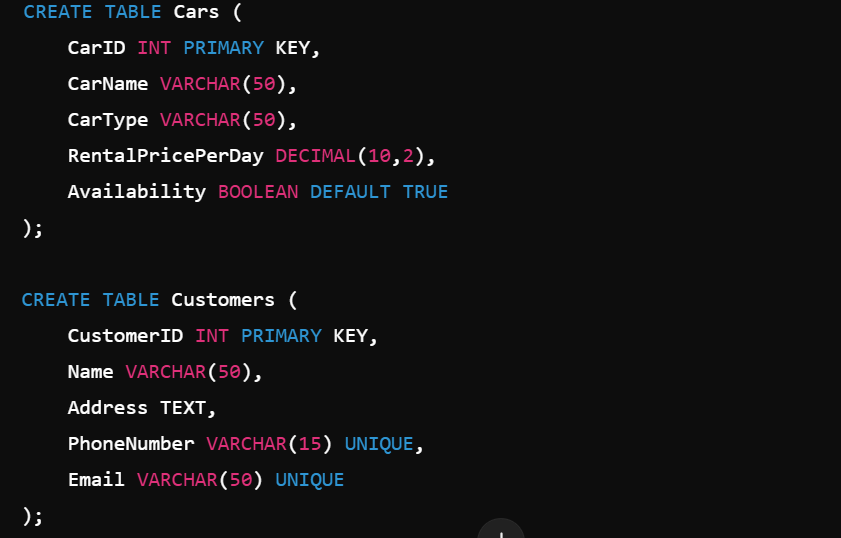 CREATE TABLE Cars (
    CarID INT PRIMARY KEY,
    CarName VARCHAR(50),
    CarType VARCHAR(50),
    RentalPricePerDay DECIMAL(10,2),
    Availability BOOLEAN DEFAULT TRUE
);

CREATE TABLE Customers (
    CustomerID INT PRIMARY KEY,
    Name VARCHAR(50),
    Address TEXT,
    PhoneNumber VARCHAR(15) UNIQUE,
    Email VARCHAR(50) UNIQUE
);